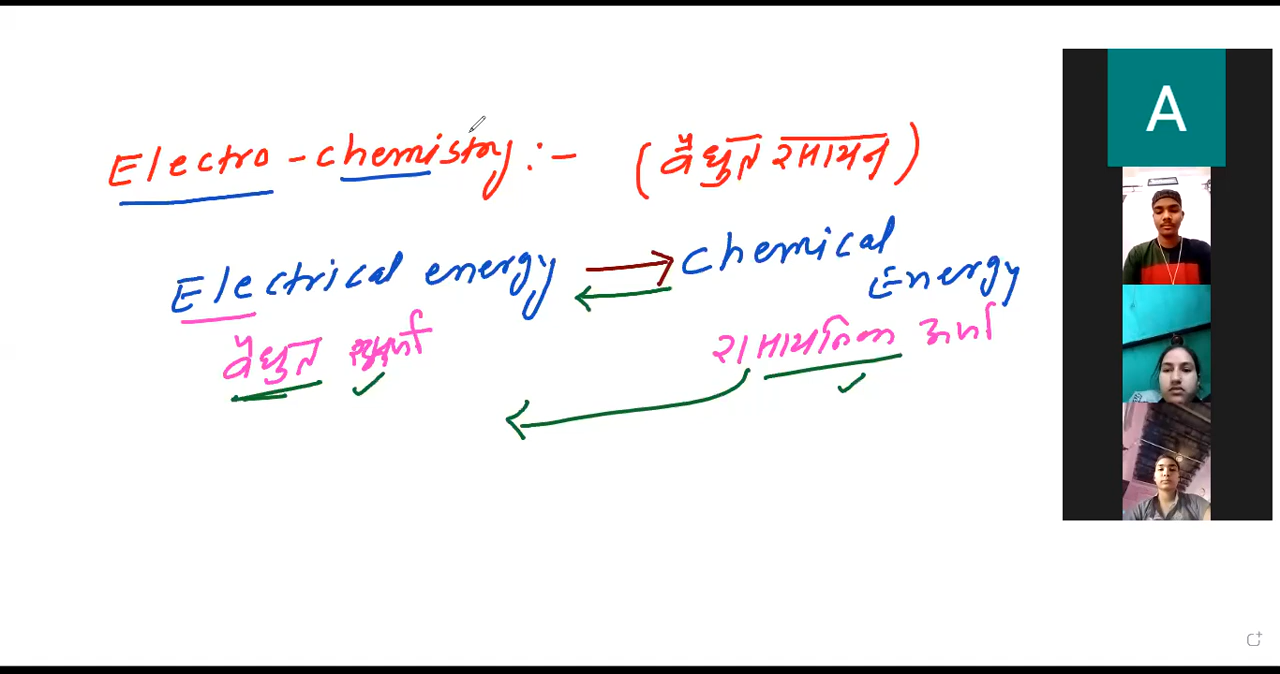 Electro - chemistry :- (वैद्युत रसायन)
Electrical energy ⇌ Chemical Energy
वैद्युत ऊर्जा रासायनिक ऊर्जा
A